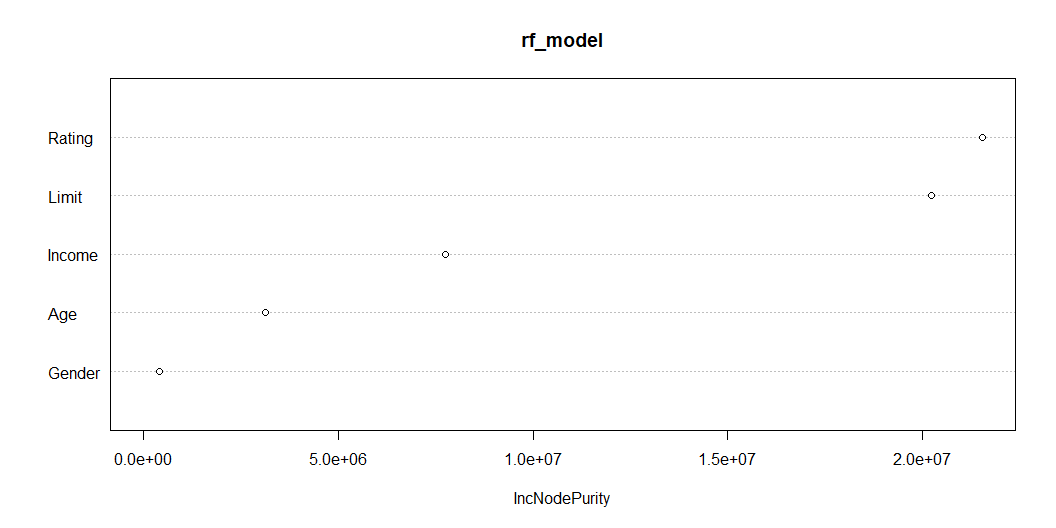 rf_model
Rating
Limit
Income
Age
Gender
0.0e+00 5.0e+06 1.0e+07 1.5e+07 2.0e+07
IncNodePurity